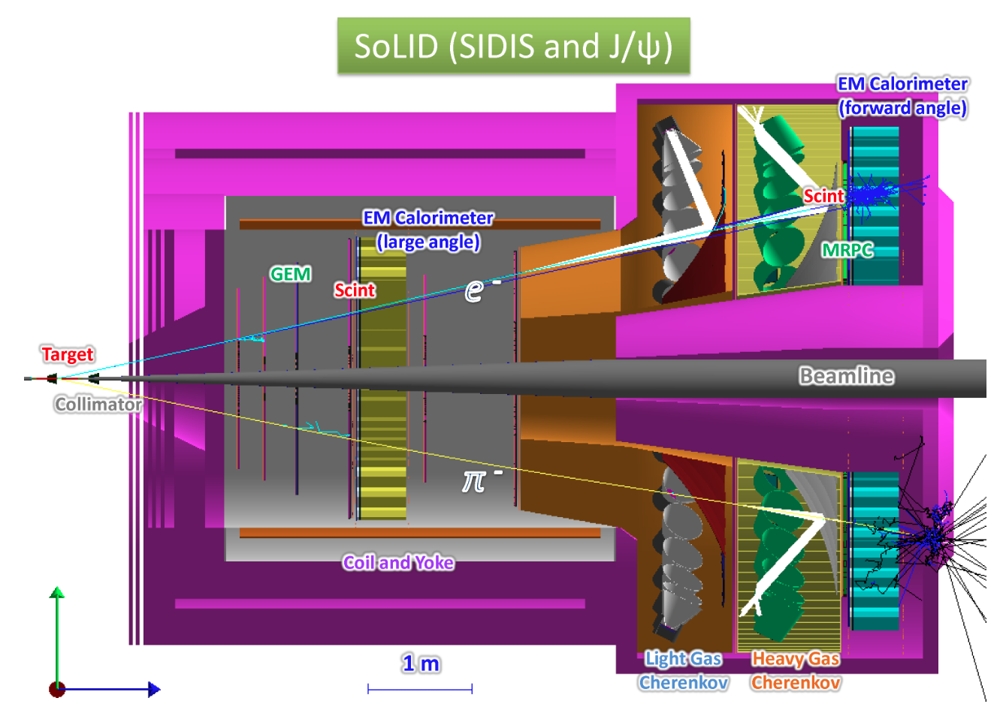 SoLID (SIDIS and J/ψ)
EM Calorimeter
(forward angle)
EM Calorimeter
(large angle)
Scint
MRPC
GEM
Scint
e -
Target
Collimator
Beamline
π -
Coil and Yoke
1 m
Light Gas
Cherenkov
Heavy Gas
Cherenkov